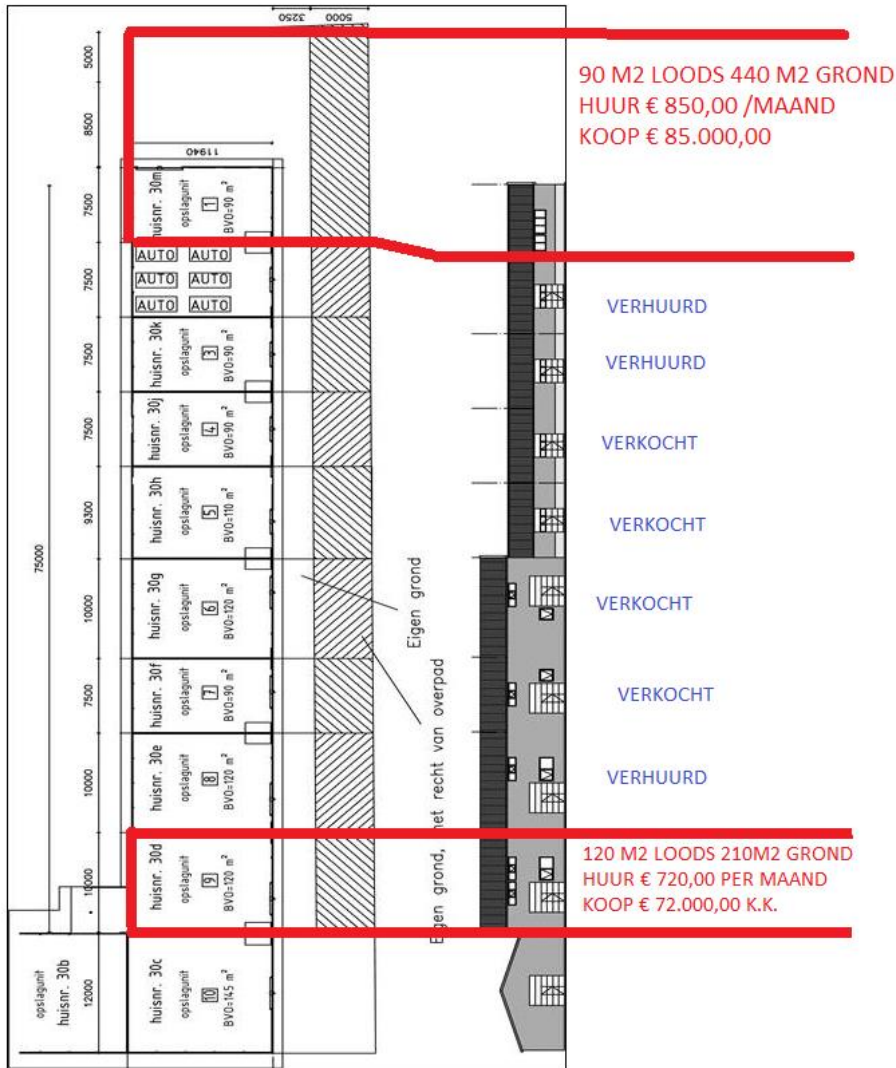 3250
5000
5000
8500
11940
7500
huisnr. 30m
opslagunit
1
BVO=90 m²
90 M2 LOODS 440 M2 GROND
HUUR € 850,00 /MAAND
KOOP € 85.000,00
7500
AUTO AUTO
AUTO AUTO
AUTO AUTO
VERHUURD
7500
huisnr. 30k
opslagunit
3
BVO=90 m²
VERHUURD
7500
huisnr. 30j
opslagunit
4
BVO=90 m²
VERKOCHT
9300
huisnr. 30h
opslagunit
5
BVO=110 m²
VERKOCHT
75000
10000
huisnr. 30g
opslagunit
6
BVO=120 m²
Eigen grond
VERKOCHT
7500
huisnr. 30f
opslagunit
7
BVO=90 m²
VERKOCHT
10000
huisnr. 30e
opslagunit
8
BVO=120 m²
Eigen grond, met recht van overpad
VERHUURD
10000
huisnr. 30d
opslagunit
9
BVO=120 m²
120 M2 LOODS 210M2 GROND
HUUR € 720,00 PER MAAND
KOOP € 72.000,00 K.K.
opslagunit
huisnr. 30b
12000
huisnr. 30c
opslagunit
10
BVO=145 m²